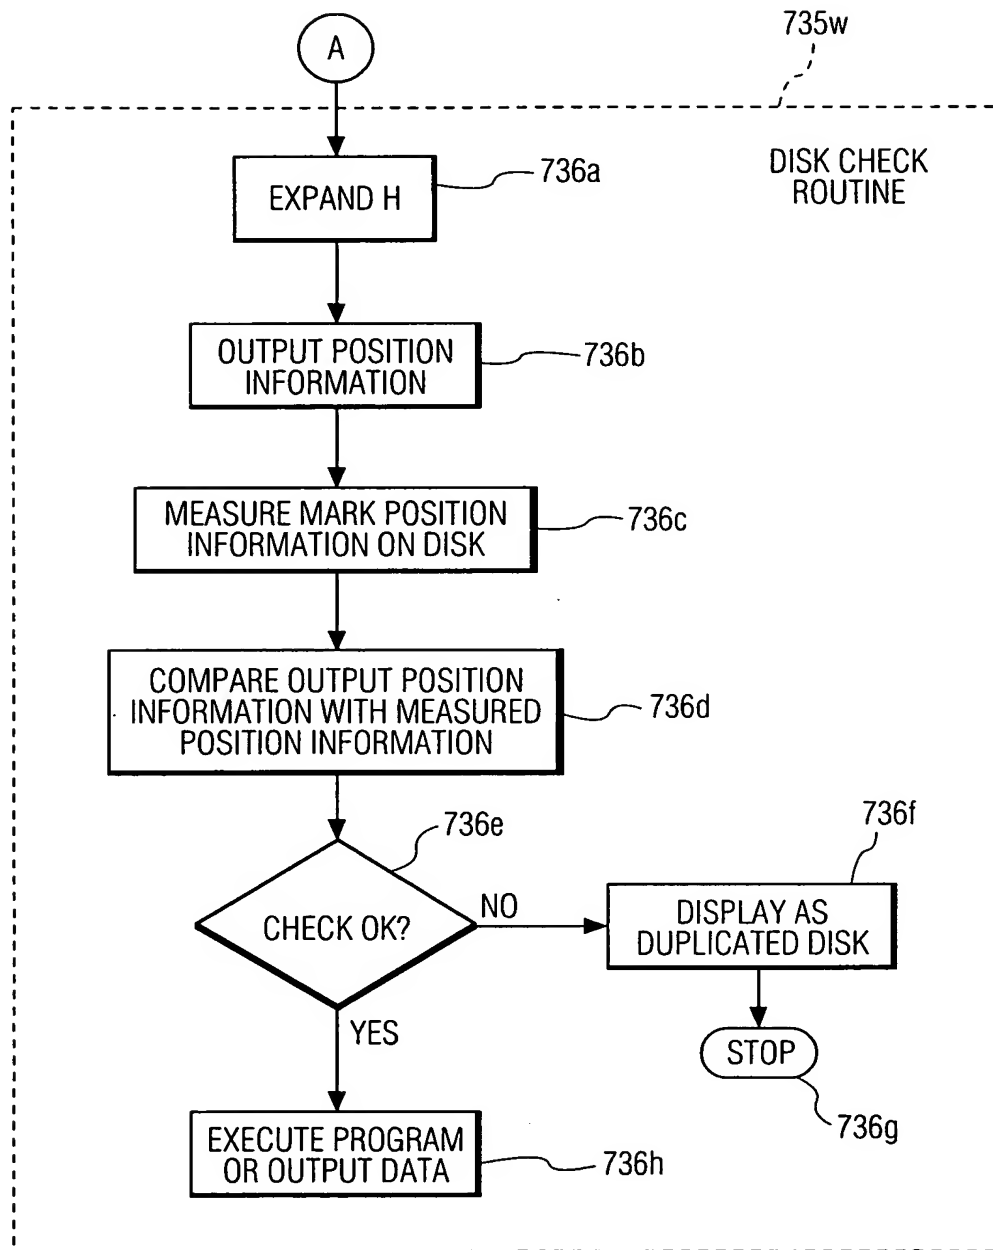 A
735w
DISK CHECK
ROUTINE
EXPAND H
736a
OUTPUT POSITION
INFORMATION
736b
MEASURE MARK POSITION
INFORMATION ON DISK
736c
COMPARE OUTPUT POSITION
INFORMATION WITH MEASURED
POSITION INFORMATION
736d
736e
CHECK OK?
NO
736f
DISPLAY AS
DUPLICATED DISK
YES
STOP
736g
EXECUTE PROGRAM
OR OUTPUT DATA
736h